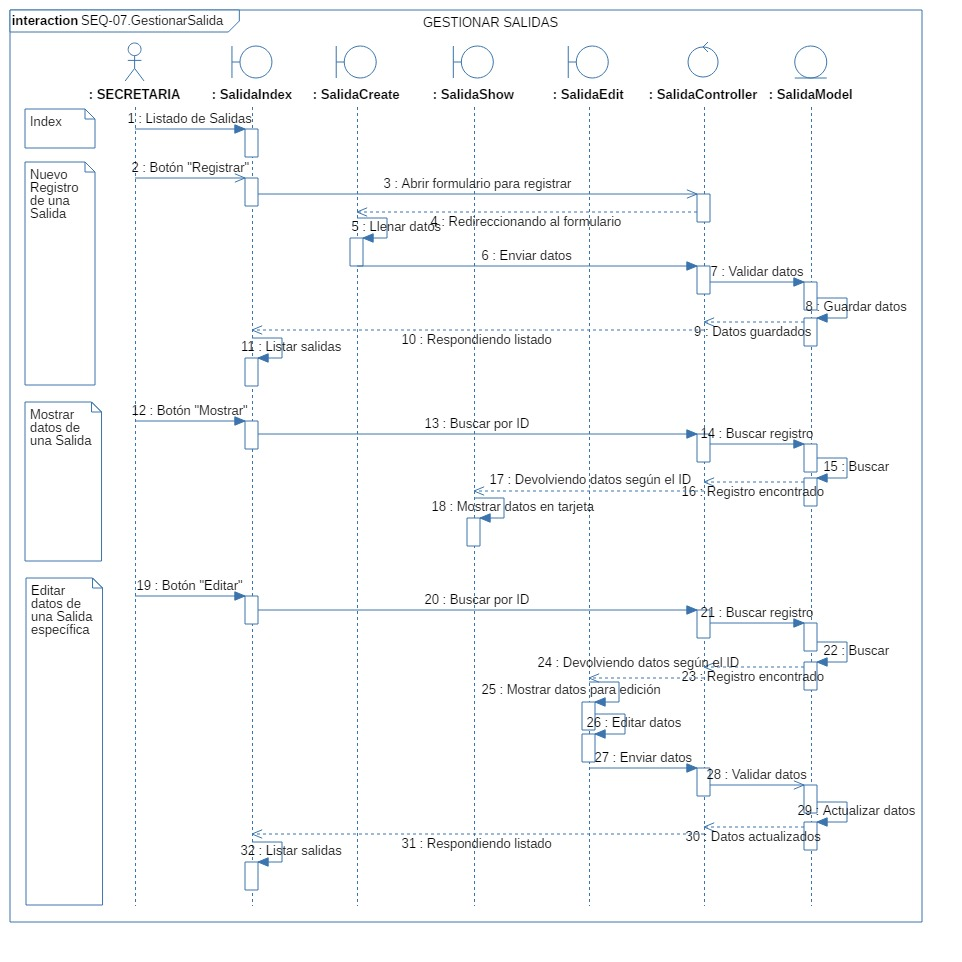 interaction SEQ-07.GestionarSalida
GESTIONAR SALIDAS
: SECRETARIA
: SalidaIndex
: SalidaCreate
: SalidaShow
: SalidaEdit
: SalidaController
: SalidaModel
Index
1 : Listado de Salidas
Nuevo
Registro
de una
Salida
2 : Botón "Registrar"
3 : Abrir formulario para registrar
4 : Redireccionando al formulario
5 : Llenar datos
6 : Enviar datos
7 : Validar datos
8 : Guardar datos
9 : Datos guardados
10 : Respondiendo listado
11 : Listar salidas
Mostrar
datos de
una Salida
12 : Botón "Mostrar"
13 : Buscar por ID
14 : Buscar registro
15 : Buscar
16 : Registro encontrado
17 : Devolviendo datos según el ID
18 : Mostrar datos en tarjeta
Editar
datos de
una Salida
específica
19 : Botón "Editar"
20 : Buscar por ID
21 : Buscar registro
22 : Buscar
23 : Registro encontrado
24 : Devolviendo datos según el ID
25 : Mostrar datos para edición
26 : Editar datos
27 : Enviar datos
28 : Validar datos
29 : Actualizar datos
30 : Datos actualizados
31 : Respondiendo listado
32 : Listar salidas